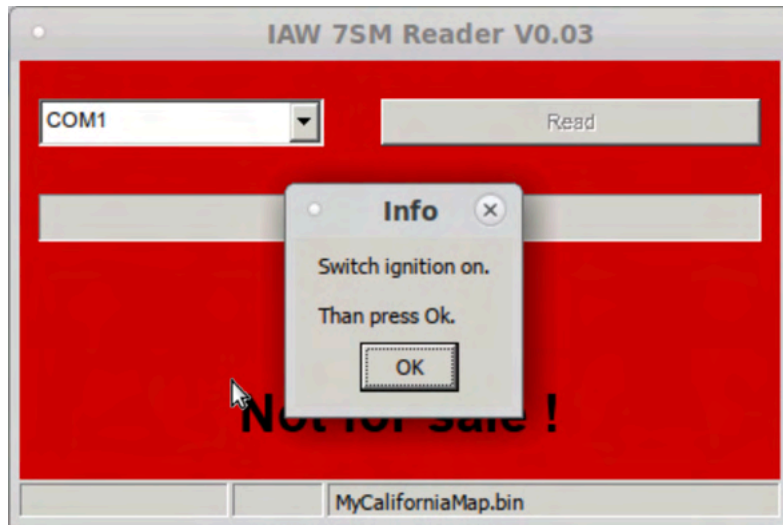 IAW 7SM Reader V0.03
COM1
Read
Info
Switch ignition on.
Than press Ok.
OK
Not for sale !
MyCaliforniaMap.bin